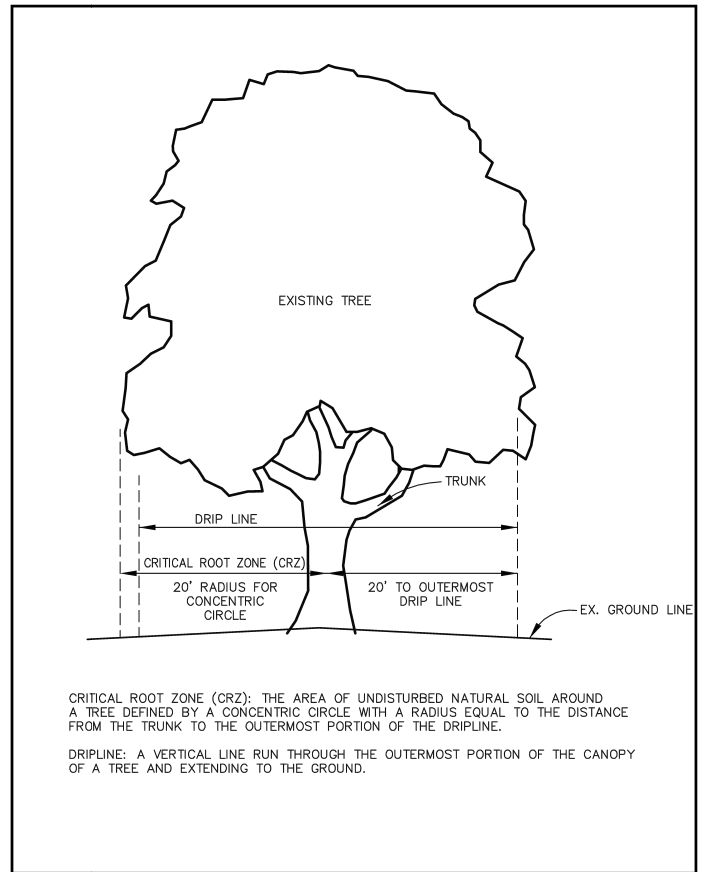 EXISTING TREE
TRUNK
DRIP LINE
CRITICAL ROOT ZONE (CRZ)
20' RADIUS FOR
CONCENTRIC
CIRCLE
20' TO OUTERMOST
DRIP LINE
EX. GROUND LINE
CRITICAL ROOT ZONE (CRZ): THE AREA OF UNDISTURBED NATURAL SOIL AROUND
A TREE DEFINED BY A CONCENTRIC CIRCLE WITH A RADIUS EQUAL TO THE DISTANCE
FROM THE TRUNK TO THE OUTERMOST PORTION OF THE DRIPLINE.
DRIPLINE: A VERTICAL LINE RUN THROUGH THE OUTERMOST PORTION OF THE CANOPY
OF A TREE AND EXTENDING TO THE GROUND.